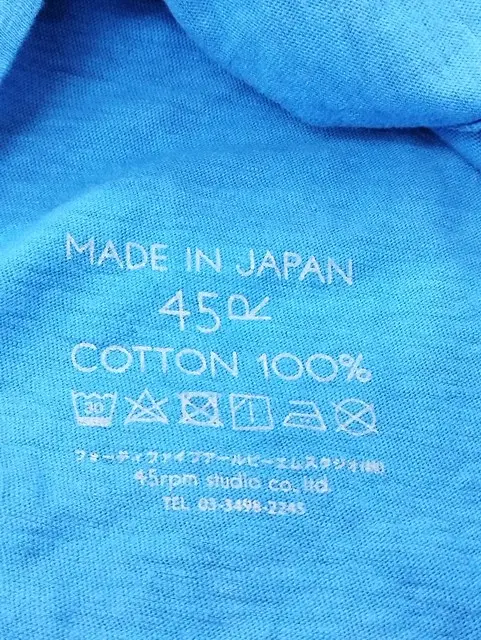 MADE IN JAPAN
45R
COTTON 100%
30
フォーティファイブアールピーエムスタジオ(株)
45rpm studio co.,ltd.
TEL 03-3498-2245